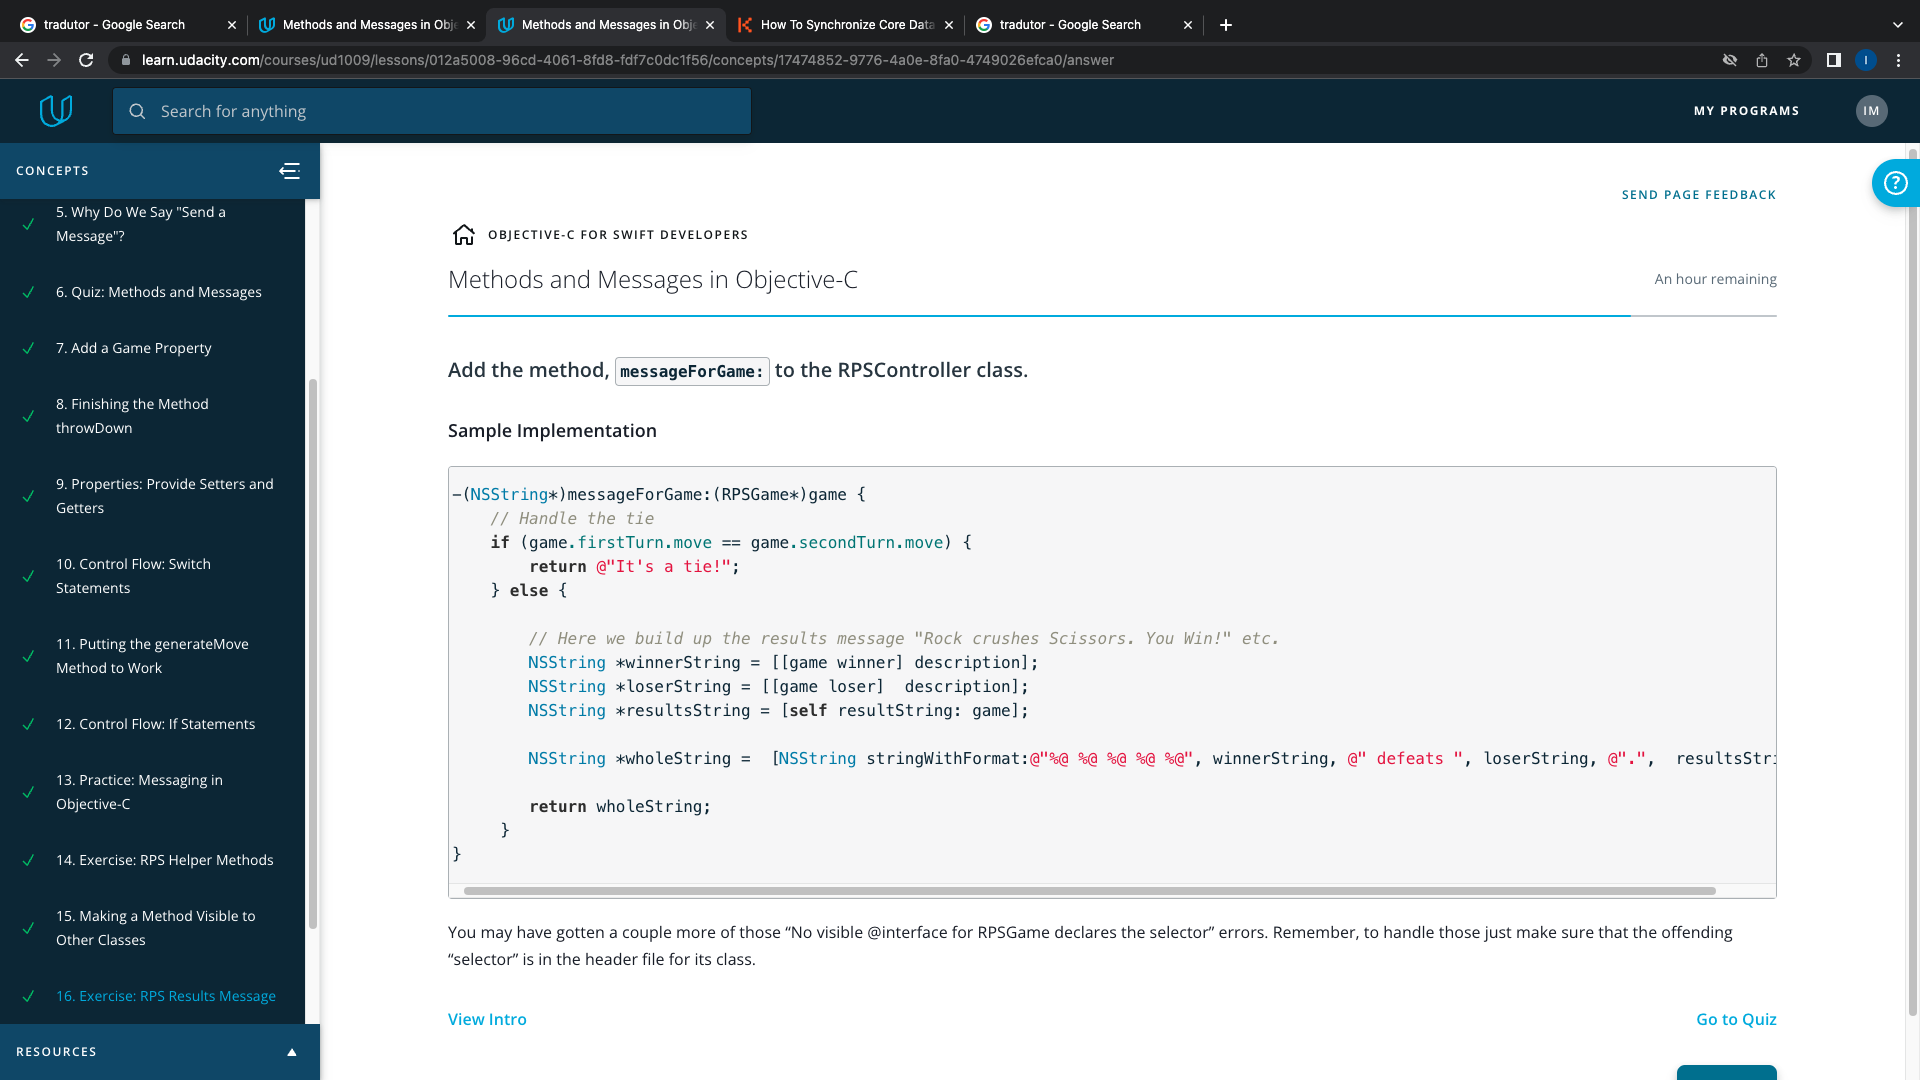 tradutor - Google Search
Methods and Messages in Obje
Methods and Messages in Obje
How To Synchronize Core Data
tradutor - Google Search
learn.udacity.com/courses/ud1009/lessons/012a5008-96cd-4061-8fd8-fdf7c0dc1f56/concepts/17474852-9776-4a0e-8fa0-4749026efca0/answer
I
Search for anything
MY PROGRAMS
IM
CONCEPTS
5. Why Do We Say "Send a
Message"?
6. Quiz: Methods and Messages
7. Add a Game Property
8. Finishing the Method
throwDown
9. Properties: Provide Setters and
Getters
10. Control Flow: Switch
Statements
11. Putting the generateMove
Method to Work
12. Control Flow: If Statements
13. Practice: Messaging in
Objective-C
14. Exercise: RPS Helper Methods
15. Making a Method Visible to
Other Classes
16. Exercise: RPS Results Message
RESOURCES
SEND PAGE FEEDBACK
OBJECTIVE-C FOR SWIFT DEVELOPERS
Methods and Messages in Objective-C
An hour remaining
Add the method, messageForGame: to the RPSController class.
Sample Implementation
-(NSString*)messageForGame:(RPSGame*)game {
// Handle the tie
if (game.firstTurn.move == game.secondTurn.move) {
return @"It's a tie!";
} else {
// Here we build up the results message "Rock crushes Scissors. You Win!" etc.
NSString *winnerString = [[game winner] description];
NSString *loserString = [[game loser]  description];
NSString *resultsString = [self resultString: game];
NSString *wholeString =  [NSString stringWithFormat:@"%@ %@ %@ %@ %@", winnerString, @" defeats ", loserString, @".",  resultsStri
return wholeString;
}
}
You may have gotten a couple more of those “No visible @interface for RPSGame declares the selector” errors. Remember, to handle those just make sure that the offending
“selector” is in the header file for its class.
View Intro
Go to Quiz